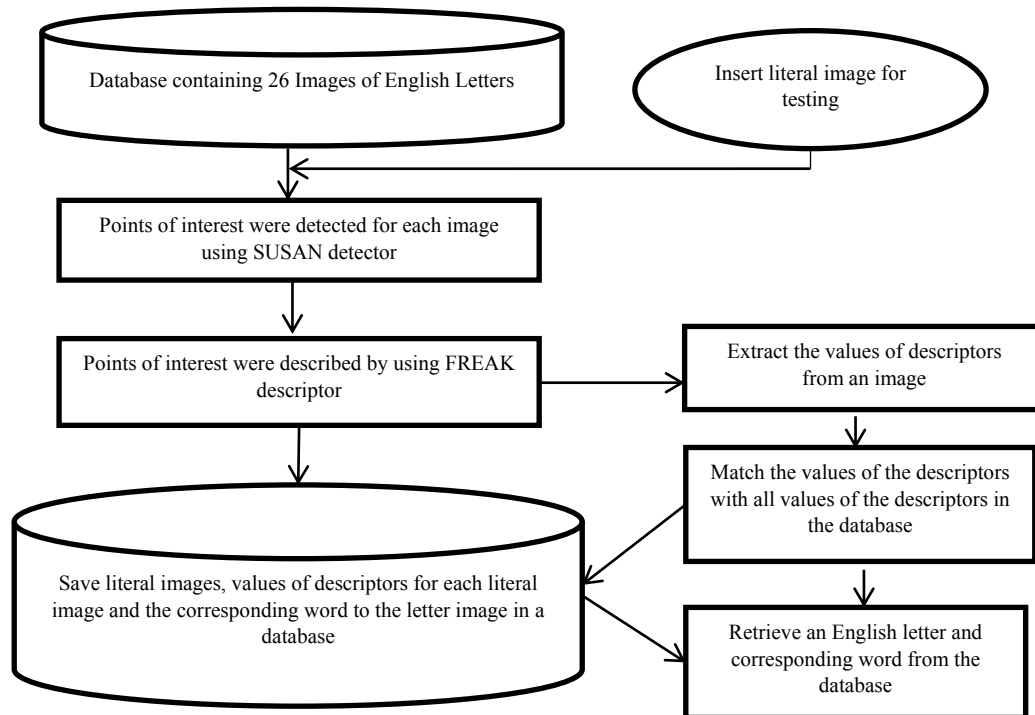 Database containing 26 Images of English Letters
Insert literal image for
testing
Points of interest were detected for each image
using SUSAN detector
Points of interest were described by using FREAK
descriptor
Extract the values of descriptors
from an image
Match the values of the descriptors
with all values of the descriptors in
the database
Save literal images, values of descriptors for each literal
image and the corresponding word to the letter image in a
database
Retrieve an English letter and
corresponding word from the
database